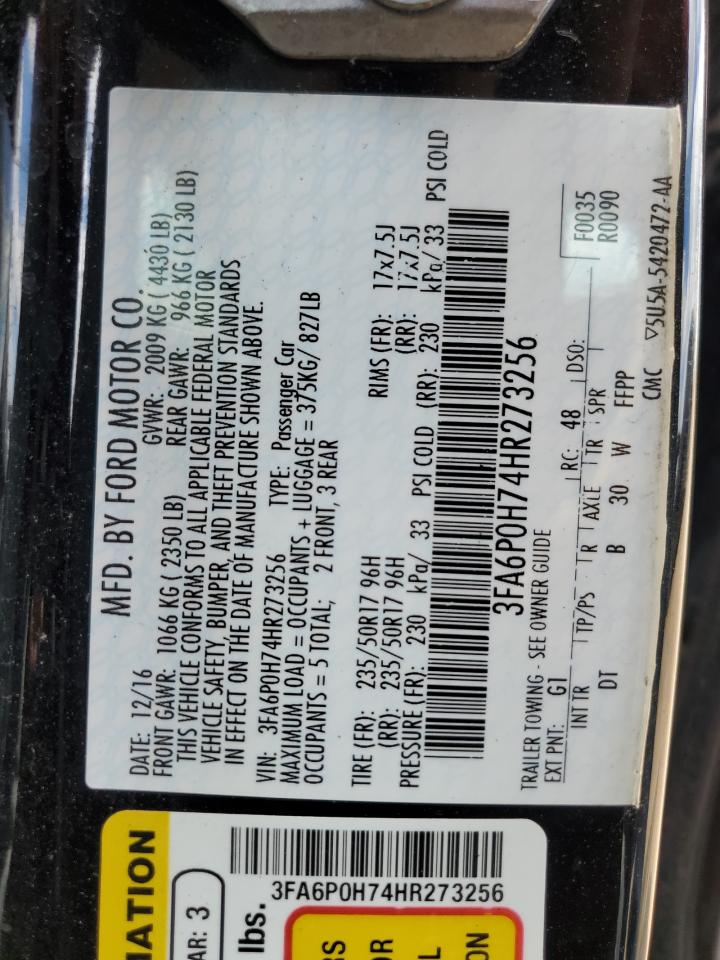 MFD. BY FORD MOTOR CO.
DATE: 12/16 GVWR: 2009 KG ( 4430 LB)
FRONT GAWR: 1066 KG ( 2350 LB) REAR GAWR: 966 KG ( 2130 LB)
THIS VEHICLE CONFORMS TO ALL APPLICABLE FEDERAL MOTOR
VEHICLE SAFETY, BUMPER, AND THEFT PREVENTION STANDARDS
IN EFFECT ON THE DATE OF MANUFACTURE SHOWN ABOVE.
VIN: 3FA6P0H74HR273256 TYPE: Passenger Car
MAXIMUM LOAD = OCCUPANTS + LUGGAGE = 375KG/ 827LB
OCCUPANTS = 5 TOTAL; 2 FRONT, 3 REAR
TIRE (FR): 235/50R17 96H RIMS (FR): 17x7.5J
(RR): 235/50R17 96H (RR): 17x7.5J
PRESSURE (FR): 230 kPa/ 33 PSI COLD (RR): 230 kPa/ 33 PSI COLD
3FA6P0H74HR273256
TRAILER TOWING - SEE OWNER GUIDE
EXT PNT: G1 RC: 48 DSO: F0035
R0090
INT TR TP/PS R AXLE TR SPR
DT B 30 W FFPP
CMC ▽5U5A-5420472-AA
MATION
AR: 3
lbs.
3FA6P0H74HR273256
RS
OR
L
ON